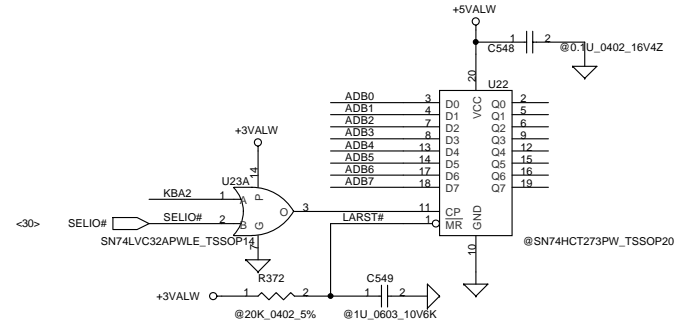 +5VALW
1 2
C548 @0.1U_0402_16V4Z
20
U22
ADB0 3 D0 VCC Q0 2
ADB1 4 D1 Q1 5
ADB2 7 D2 Q2 6
ADB3 8 D3 Q3 9
ADB4 13 D4 Q4 12
ADB5 14 D5 Q5 15
ADB6 17 D6 Q6 16
ADB7 18 D7 Q7 19
+3VALW
14
U23A
P
KBA2 1 A
O 3
11 CP
<30> SELIO# SELIO# 2 B G
LARST# 1 MR GND
SN74LVC32APWLE_TSSOP14
7
10
@SN74HCT273PW_TSSOP20
R372 C549
+3VALW 1 2 1 2
@20K_0402_5% @1U_0603_10V6K